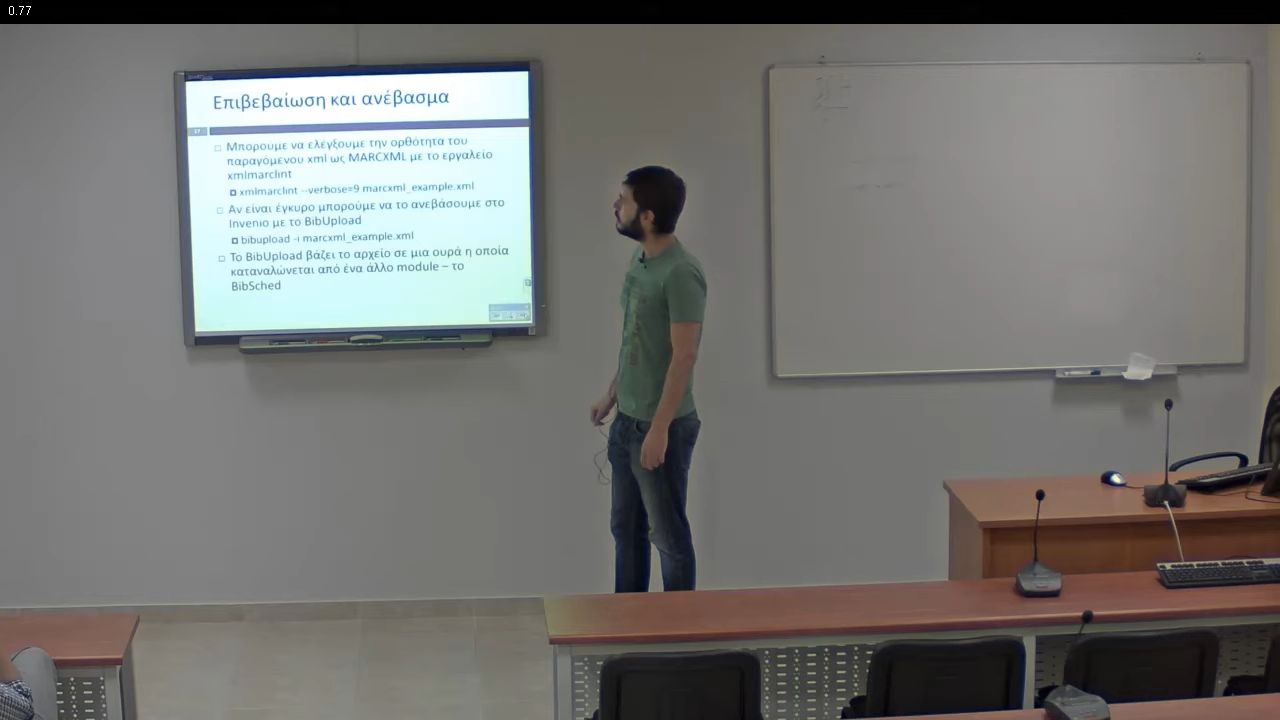 0.77
Επιβεβαίωση και ανέβασμα
17
Μπορούμε να ελέγξουμε την ορθότητα του
παραγόμενου xml ως MARCXML με το εργαλείο
xmlmarclint
xmlmarclint --verbose=9 marcxml_example.xml
Αν είναι έγκυρο μπορούμε να το ανεβάσουμε στο
Invenio με το BibUpload
bibupload -i marcxml_example.xml
Το BibUpload βάζει το αρχείο σε μια ουρά η οποία
καταναλώνεται από ένα άλλο module – το
BibSched